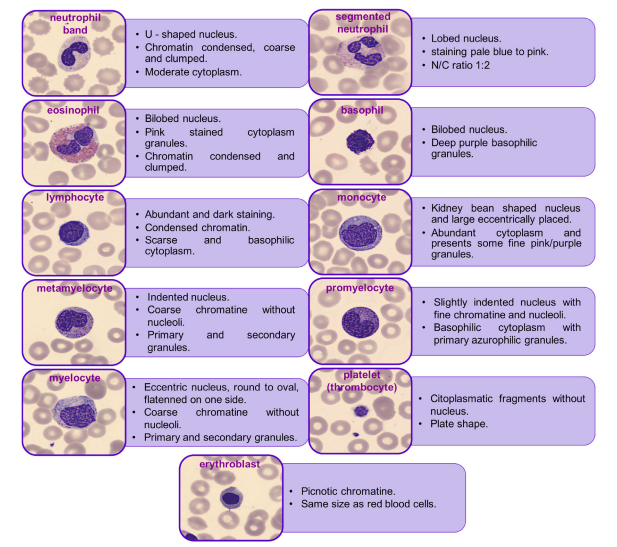 neutrophil
band
• U - shaped nucleus.
• Chromatin condensed, coarse
and clumped.
• Moderate cytoplasm.
segmented
neutrophil
• Lobed nucleus.
• staining pale blue to pink.
• N/C ratio 1:2
eosinophil
• Bilobed nucleus.
• Pink stained cytoplasm
granules.
• Chromatin condensed and
clumped.
basophil
• Bilobed nucleus.
• Deep purple basophilic
granules.
lymphocyte
• Abundant and dark staining.
• Condensed chromatin.
• Scarse and basophilic
cytoplasm.
monocyte
• Kidney bean shaped nucleus
and large eccentrically placed.
• Abundant cytoplasm and
presents some fine pink/purple
granules.
metamyelocyte
• Indented nucleus.
• Coarse chromatine without
nucleoli.
• Primary and secondary
granules.
promyelocyte
• Slightly indented nucleus with
fine chromatine and nucleoli.
• Basophilic cytoplasm with
primary azurophilic granules.
myelocyte
• Eccentric nucleus, round to oval,
flatenned on one side.
• Coarse chromatine without
nucleoli.
• Primary and secondary granules.
platelet
(thrombocyte)
• Citoplasmatic fragments without
nucleus.
• Plate shape.
erythroblast
• Picnotic chromatine.
• Same size as red blood cells.